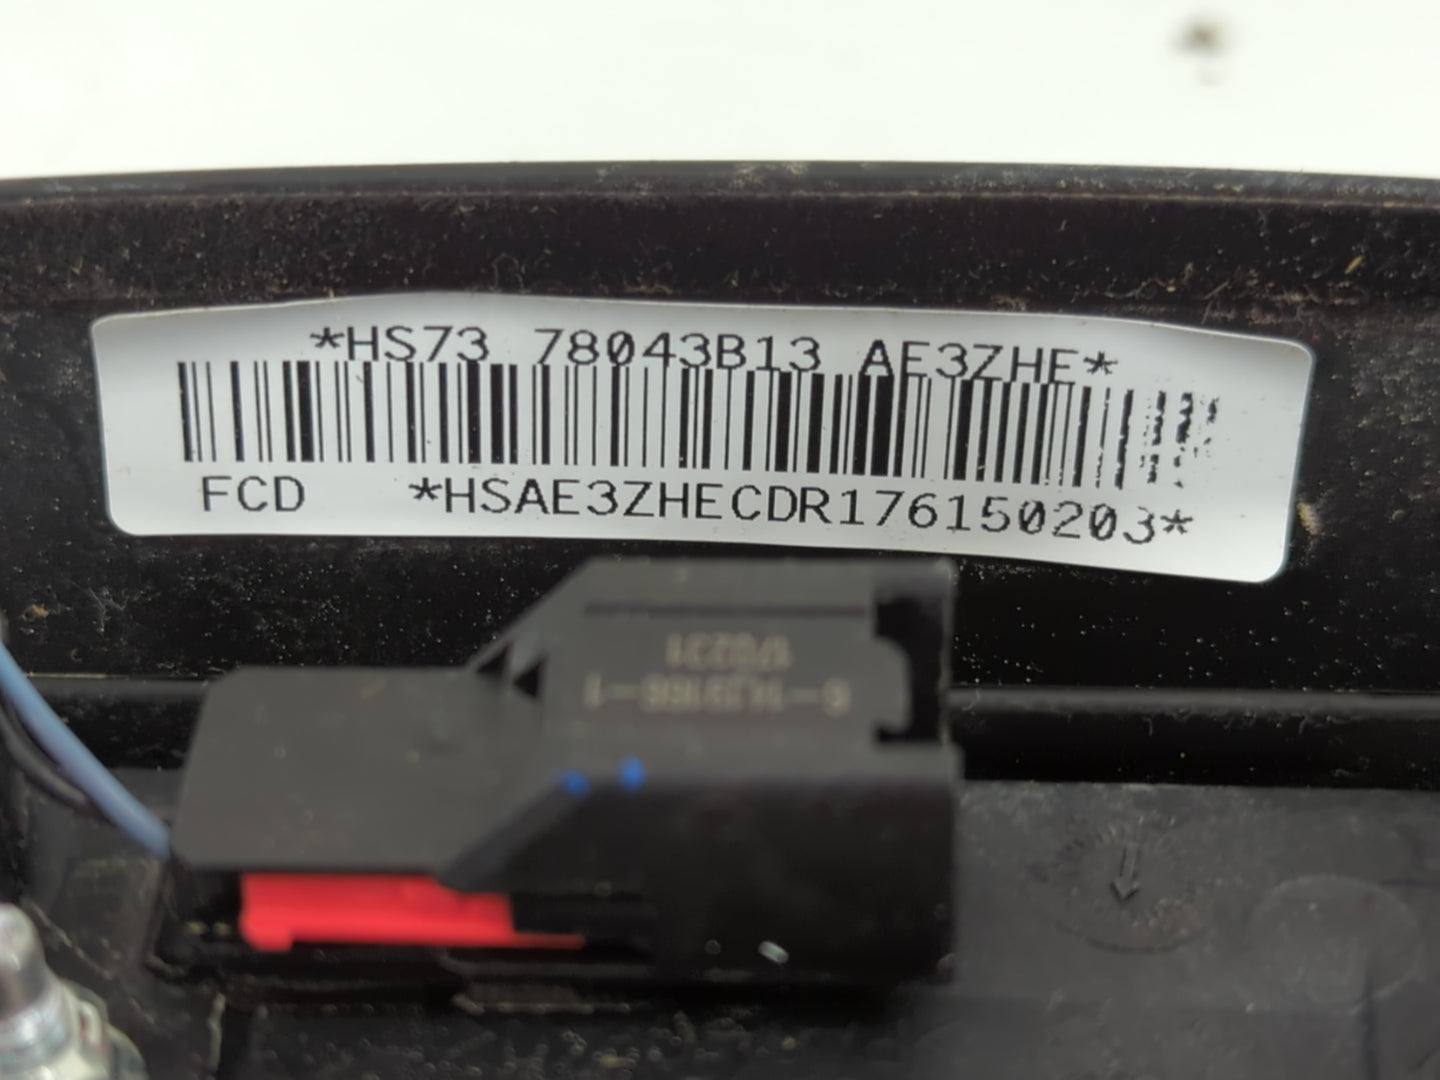 *HS73 78043B13 AE3ZHE*
FCD *HSAE3ZHECDR176150203*